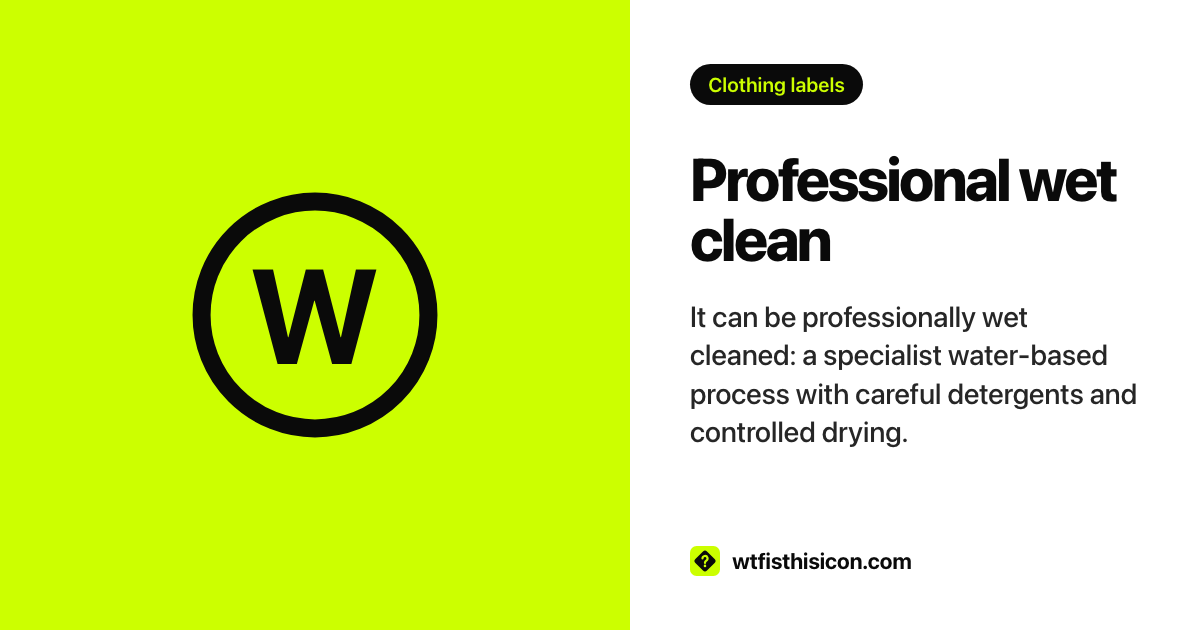 W
Clothing labels
Professional wet
clean
It can be professionally wet
cleaned: a specialist water-based
process with careful detergents and
controlled drying.
?
wtfisthisicon.com